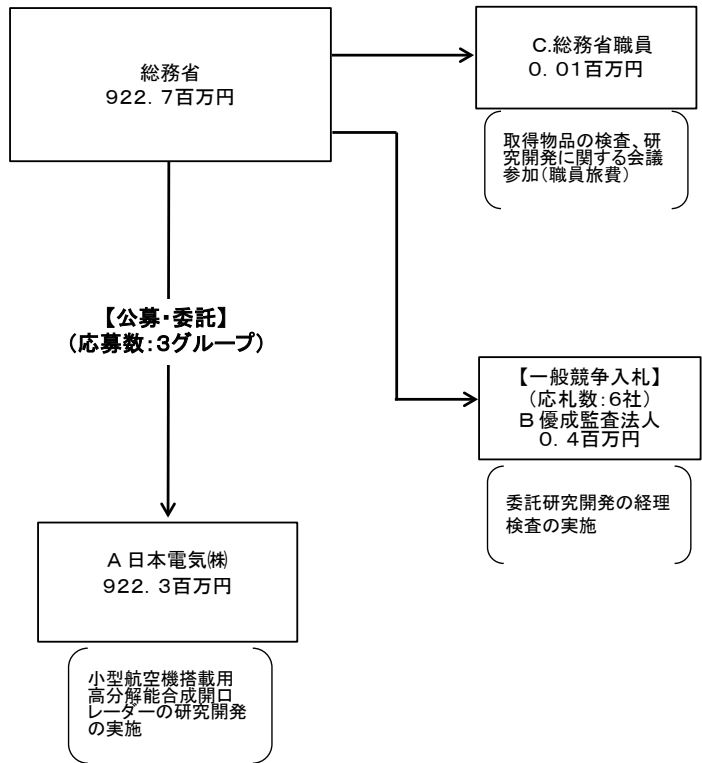 総務省
922．7百万円
C.総務省職員
0．01百万円
取得物品の検査、研
究開発に関する会議
参加（職員旅費）
【公募・委託】
（応募数：3グループ）
【一般競争入札】
（応札数：6社）
B 優成監査法人
0．4百万円
委託研究開発の経理
検査の実施
A 日本電気㈱
922．3百万円
小型航空機搭載用
高分解能合成開口
レーダーの研究開発
の実施